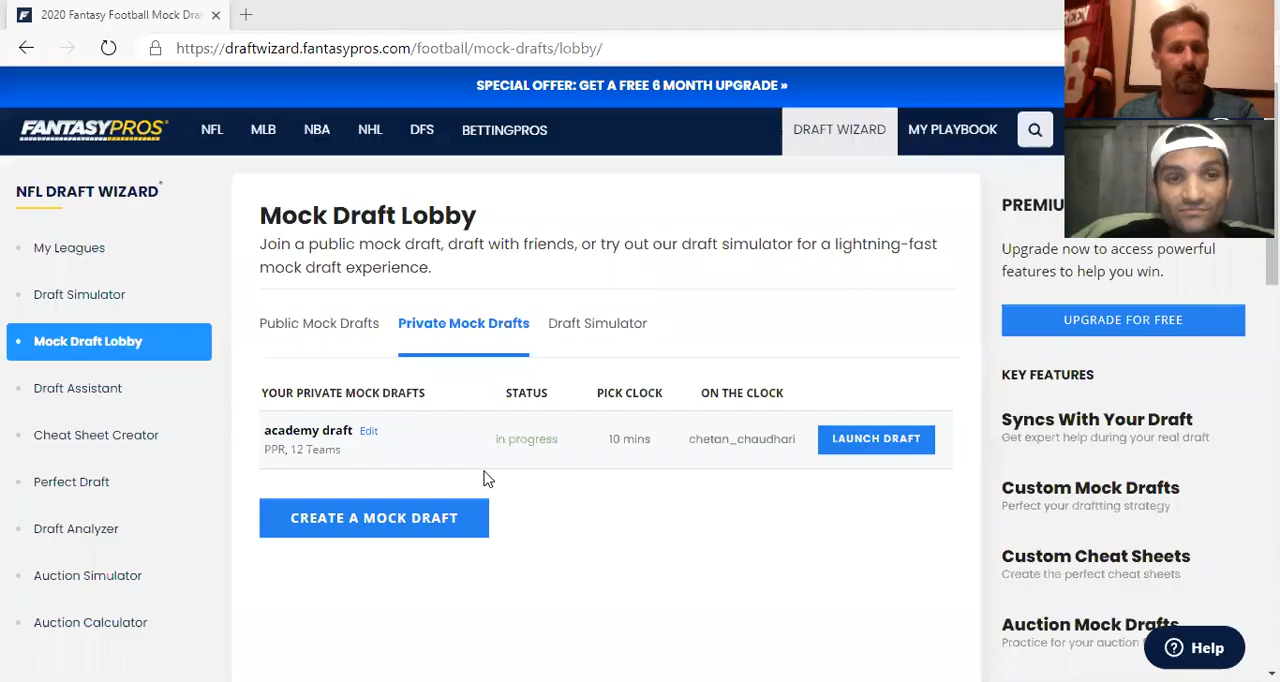 2020 Fantasy Football Mock Dra
https://draftwizard.fantasypros.com/football/mock-drafts/lobby/
SPECIAL OFFER: GET A FREE 6 MONTH UPGRADE »
FANTASYPROS NFL MLB NBA NHL DFS BETTINGPROS DRAFT WIZARD MY PLAYBOOK
NFL DRAFT WIZARD
My Leagues
Draft Simulator
Mock Draft Lobby
Draft Assistant
Cheat Sheet Creator
Perfect Draft
Draft Analyzer
Auction Simulator
Auction Calculator
Mock Draft Lobby
Join a public mock draft, draft with friends, or try out our draft simulator for a lightning-fast
mock draft experience.
Public Mock Drafts Private Mock Drafts Draft Simulator
YOUR PRIVATE MOCK DRAFTS STATUS PICK CLOCK ON THE CLOCK
academy draft Edit in progress 10 mins chetan_chaudhari LAUNCH DRAFT
PPR, 12 Teams
CREATE A MOCK DRAFT
PREMIU
Upgrade now to access powerful
features to help you win.
UPGRADE FOR FREE
KEY FEATURES
Syncs With Your Draft
Get expert help during your real draft
Custom Mock Drafts
Perfect your draftting strategy
Custom Cheat Sheets
Create the perfect cheat sheets
Auction Mock Drafts
Practice for your auction
Help